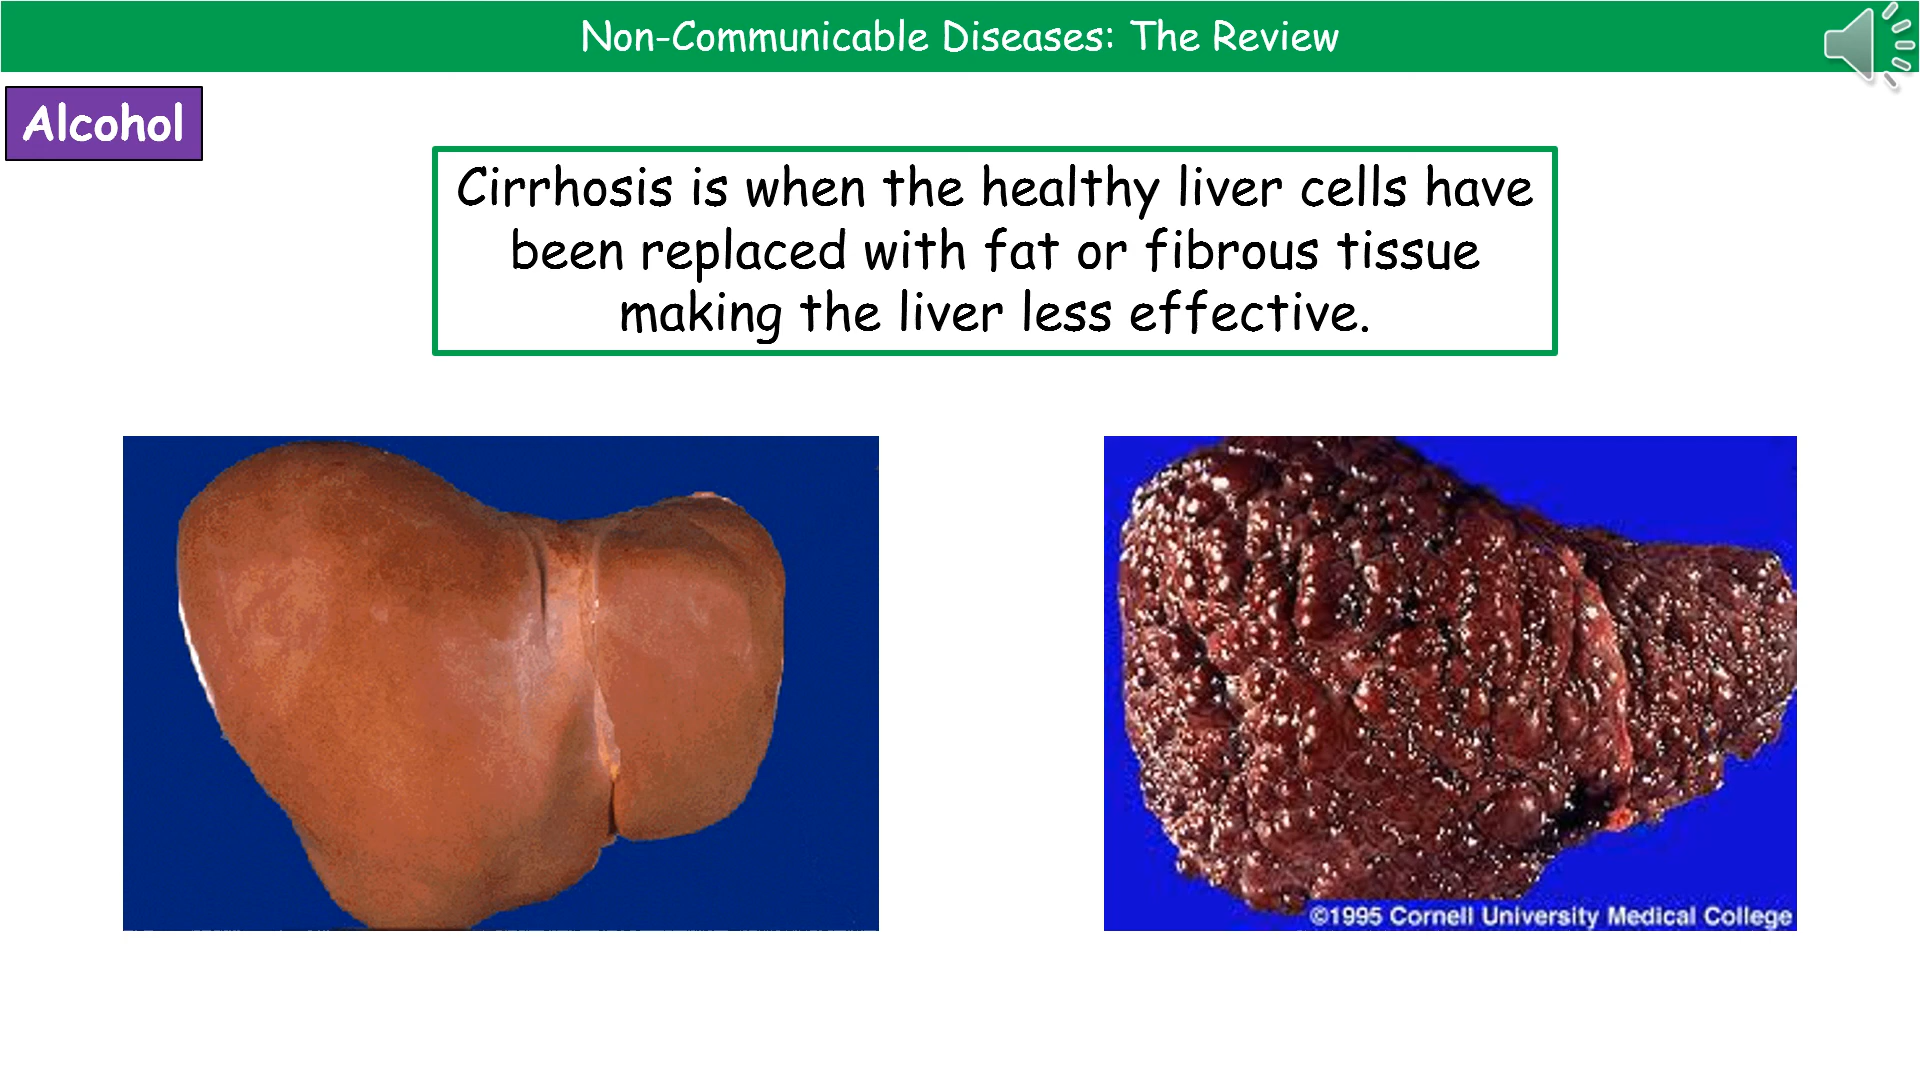 Non-Communicable Diseases: The Review
Alcohol
Cirrhosis is when the healthy liver cells have
been replaced with fat or fibrous tissue
making the liver less effective.
©1995 Cornell University Medical College